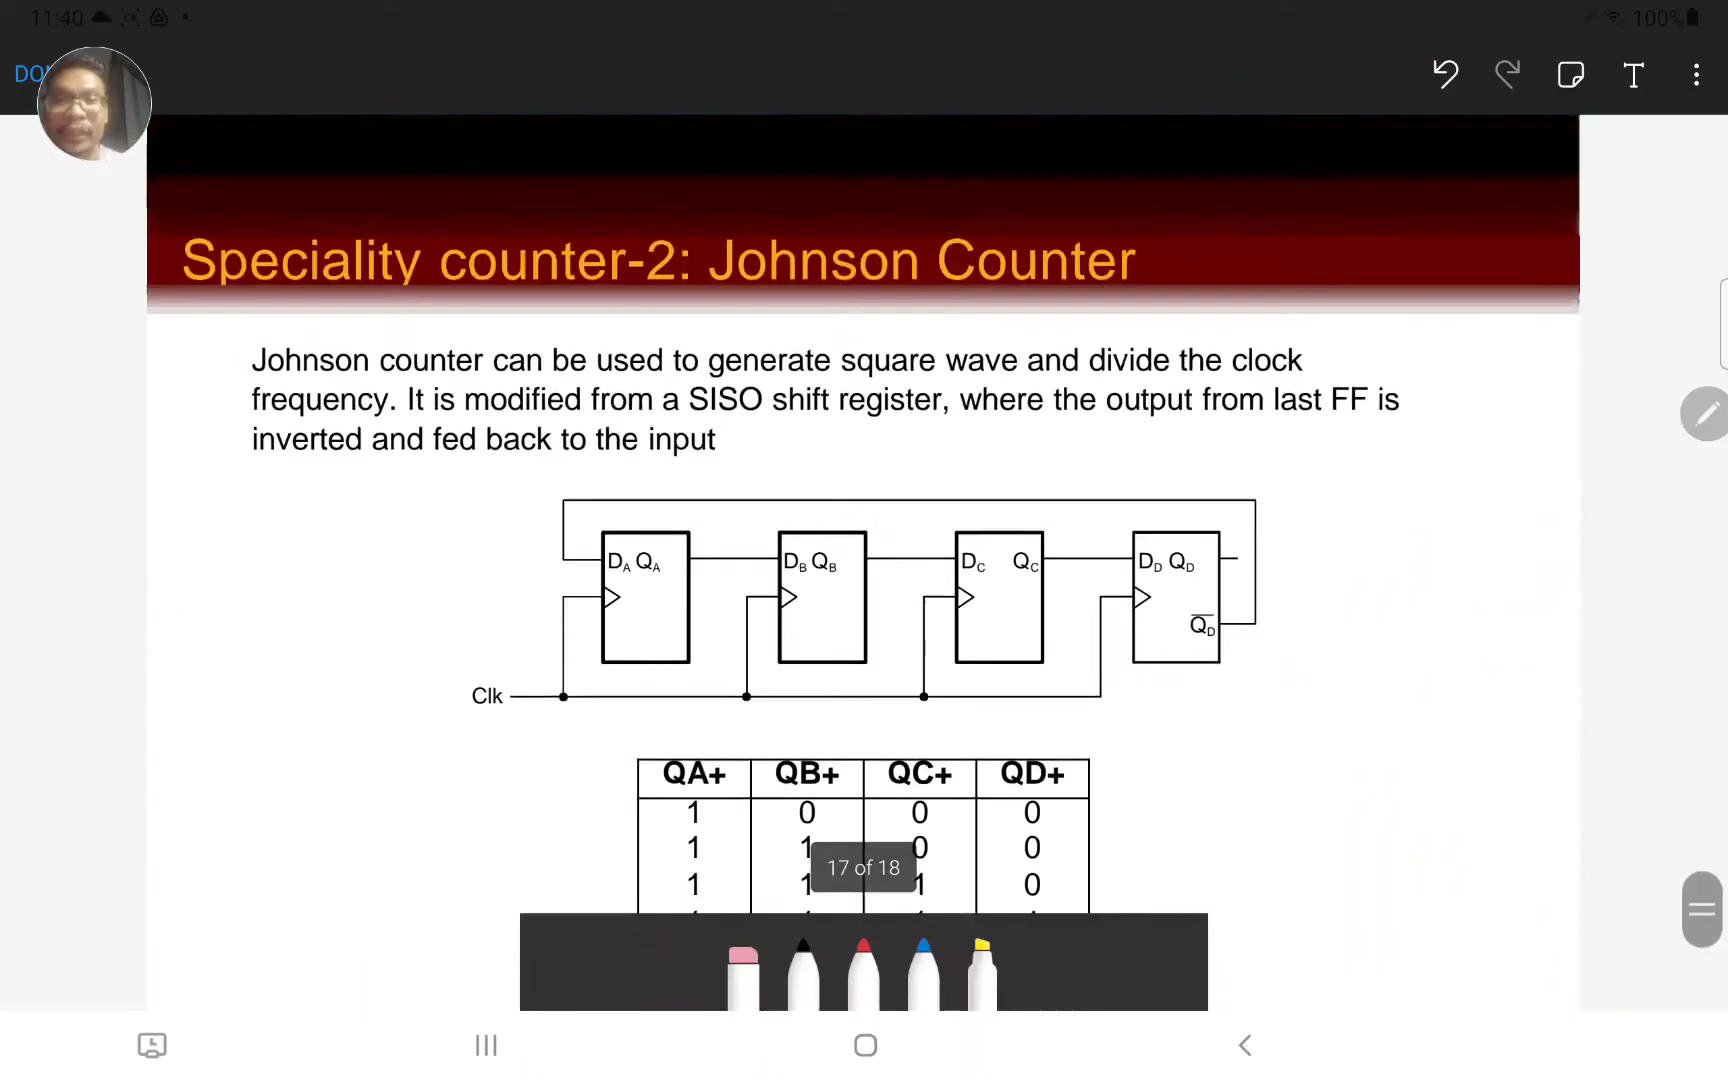 11:40
100%
DO
Speciality counter-2: Johnson Counter
Johnson counter can be used to generate square wave and divide the clock
frequency. It is modified from a SISO shift register, where the output from last FF is
inverted and fed back to the input
DA QA DB QB DC QC DD QD
Q̅D
Clk
QA+ QB+ QC+ QD+
1 0 0 0
1 1 0 0
1 1 1 0
17 of 18